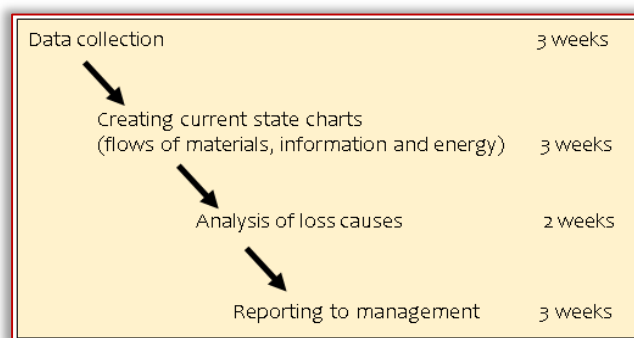 Data collection 3 weeks
Creating current state charts
(flows of materials, information and energy) 3 weeks
Analysis of loss causes 2 weeks
Reporting to management 3 weeks